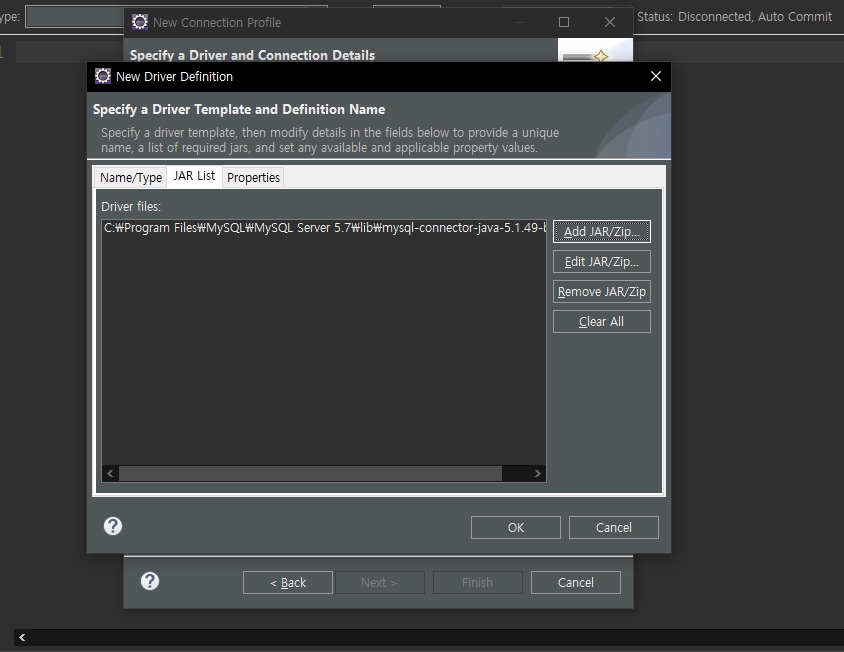 ype:
New Connection Profile
Status: Disconnected, Auto Commit
Specify a Driver and Connection Details
New Driver Definition
Specify a Driver Template and Definition Name
Specify a driver template, then modify details in the fields below to provide a unique
name, a list of required jars, and set any available and applicable property values.
Name/Type JAR List Properties
Driver files:
C:₩Program Files₩MySQL₩MySQL Server 5.7₩lib₩mysql-connector-java-5.1.49-b
Add JAR/Zip...
Edit JAR/Zip...
Remove JAR/Zip
Clear All
OK Cancel
< Back Next > Finish Cancel